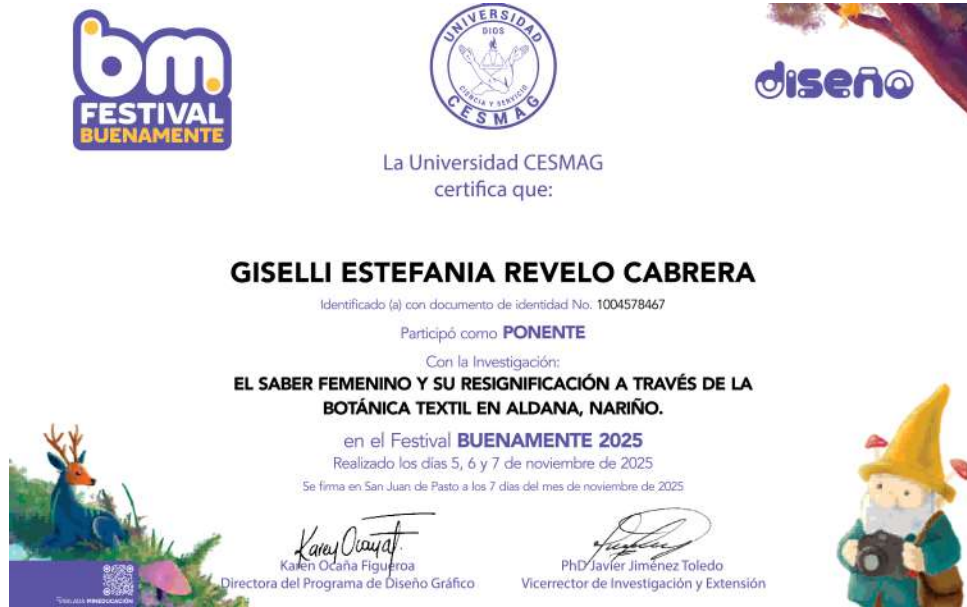 bm
FESTIVAL
BUENAMENTE
UNIVERSIDAD
DIOS
CIENCIA Y SERVICIO
CESMAG
diseño
La Universidad CESMAG
certifica que:
GISELLI ESTEFANIA REVELO CABRERA
Identificado (a) con documento de identidad No. 1004578467
Participó como PONENTE
Con la Investigación:
EL SABER FEMENINO Y SU RESIGNIFICACIÓN A TRAVÉS DE LA
BOTÁNICA TEXTIL EN ALDANA, NARIÑO.
en el Festival BUENAMENTE 2025
Realizado los días 5, 6 y 7 de noviembre de 2025
Se firma en San Juan de Pasto a los 7 días del mes de noviembre de 2025
Karen Ocaña Figueroa
Directora del Programa de Diseño Gráfico
PhD Javier Jiménez Toledo
Vicerrector de Investigación y Extensión
VIGILADA MINEDUCACIÓN